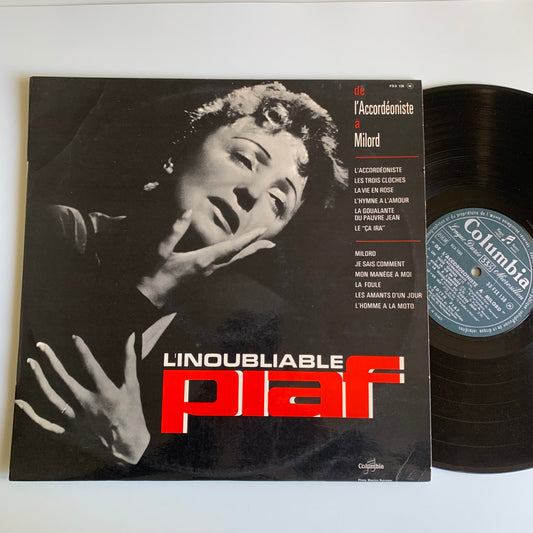 FSX 138
de
l'Accordéoniste
à
Milord
L'ACCORDÉONISTE
LES TROIS CLOCHES
LA VIE EN ROSE
L'HYMNE A L'AMOUR
LA GOUALANTE
DU PAUVRE JEAN
LE "ÇA IRA"
MILORD
JE SAIS COMMENT
MON MANÈGE A MOI
LA FOULE
LES AMANTS D'UN JOUR
L'HOMME A LA MOTO
L'INOUBLIABLE
PIAF
Columbia
Columbia